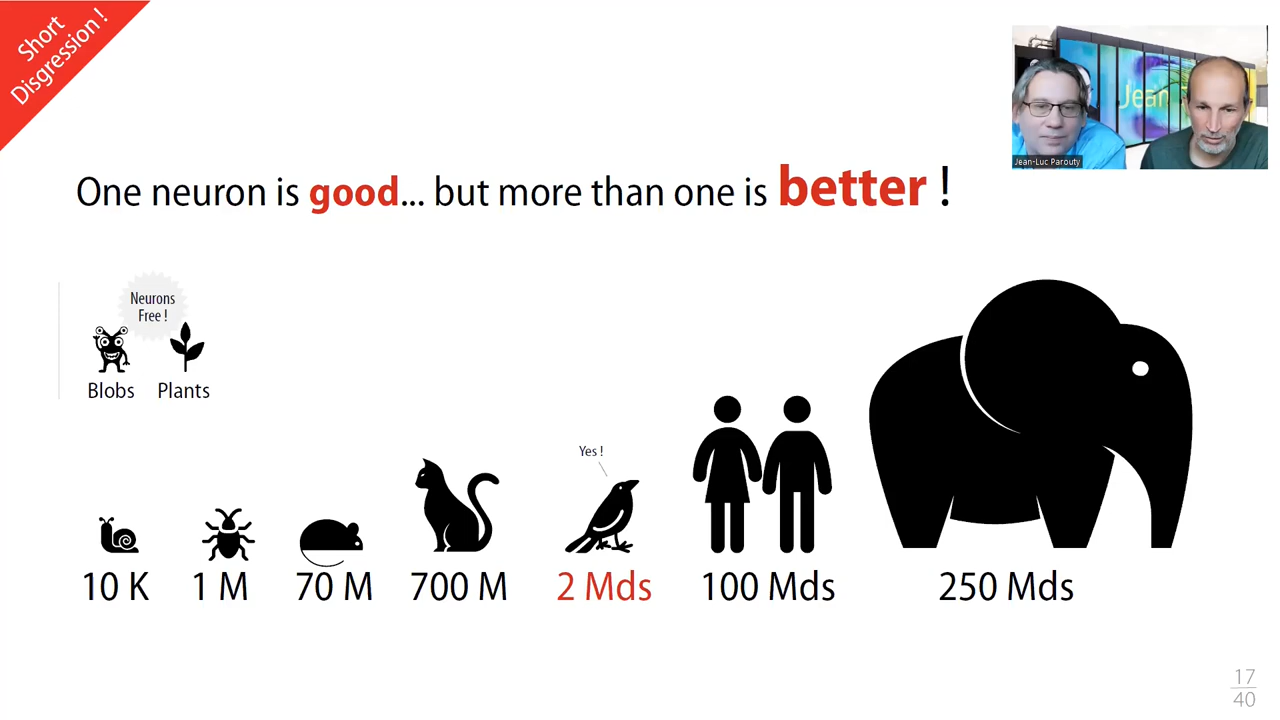 Short
Disgression !
Jean
Jean-Luc Parouty
One neuron is good... but more than one is better !
Neurons
Free !
Blobs Plants
Yes !
10 K 1 M 70 M 700 M 2 Mds 100 Mds 250 Mds
17
40